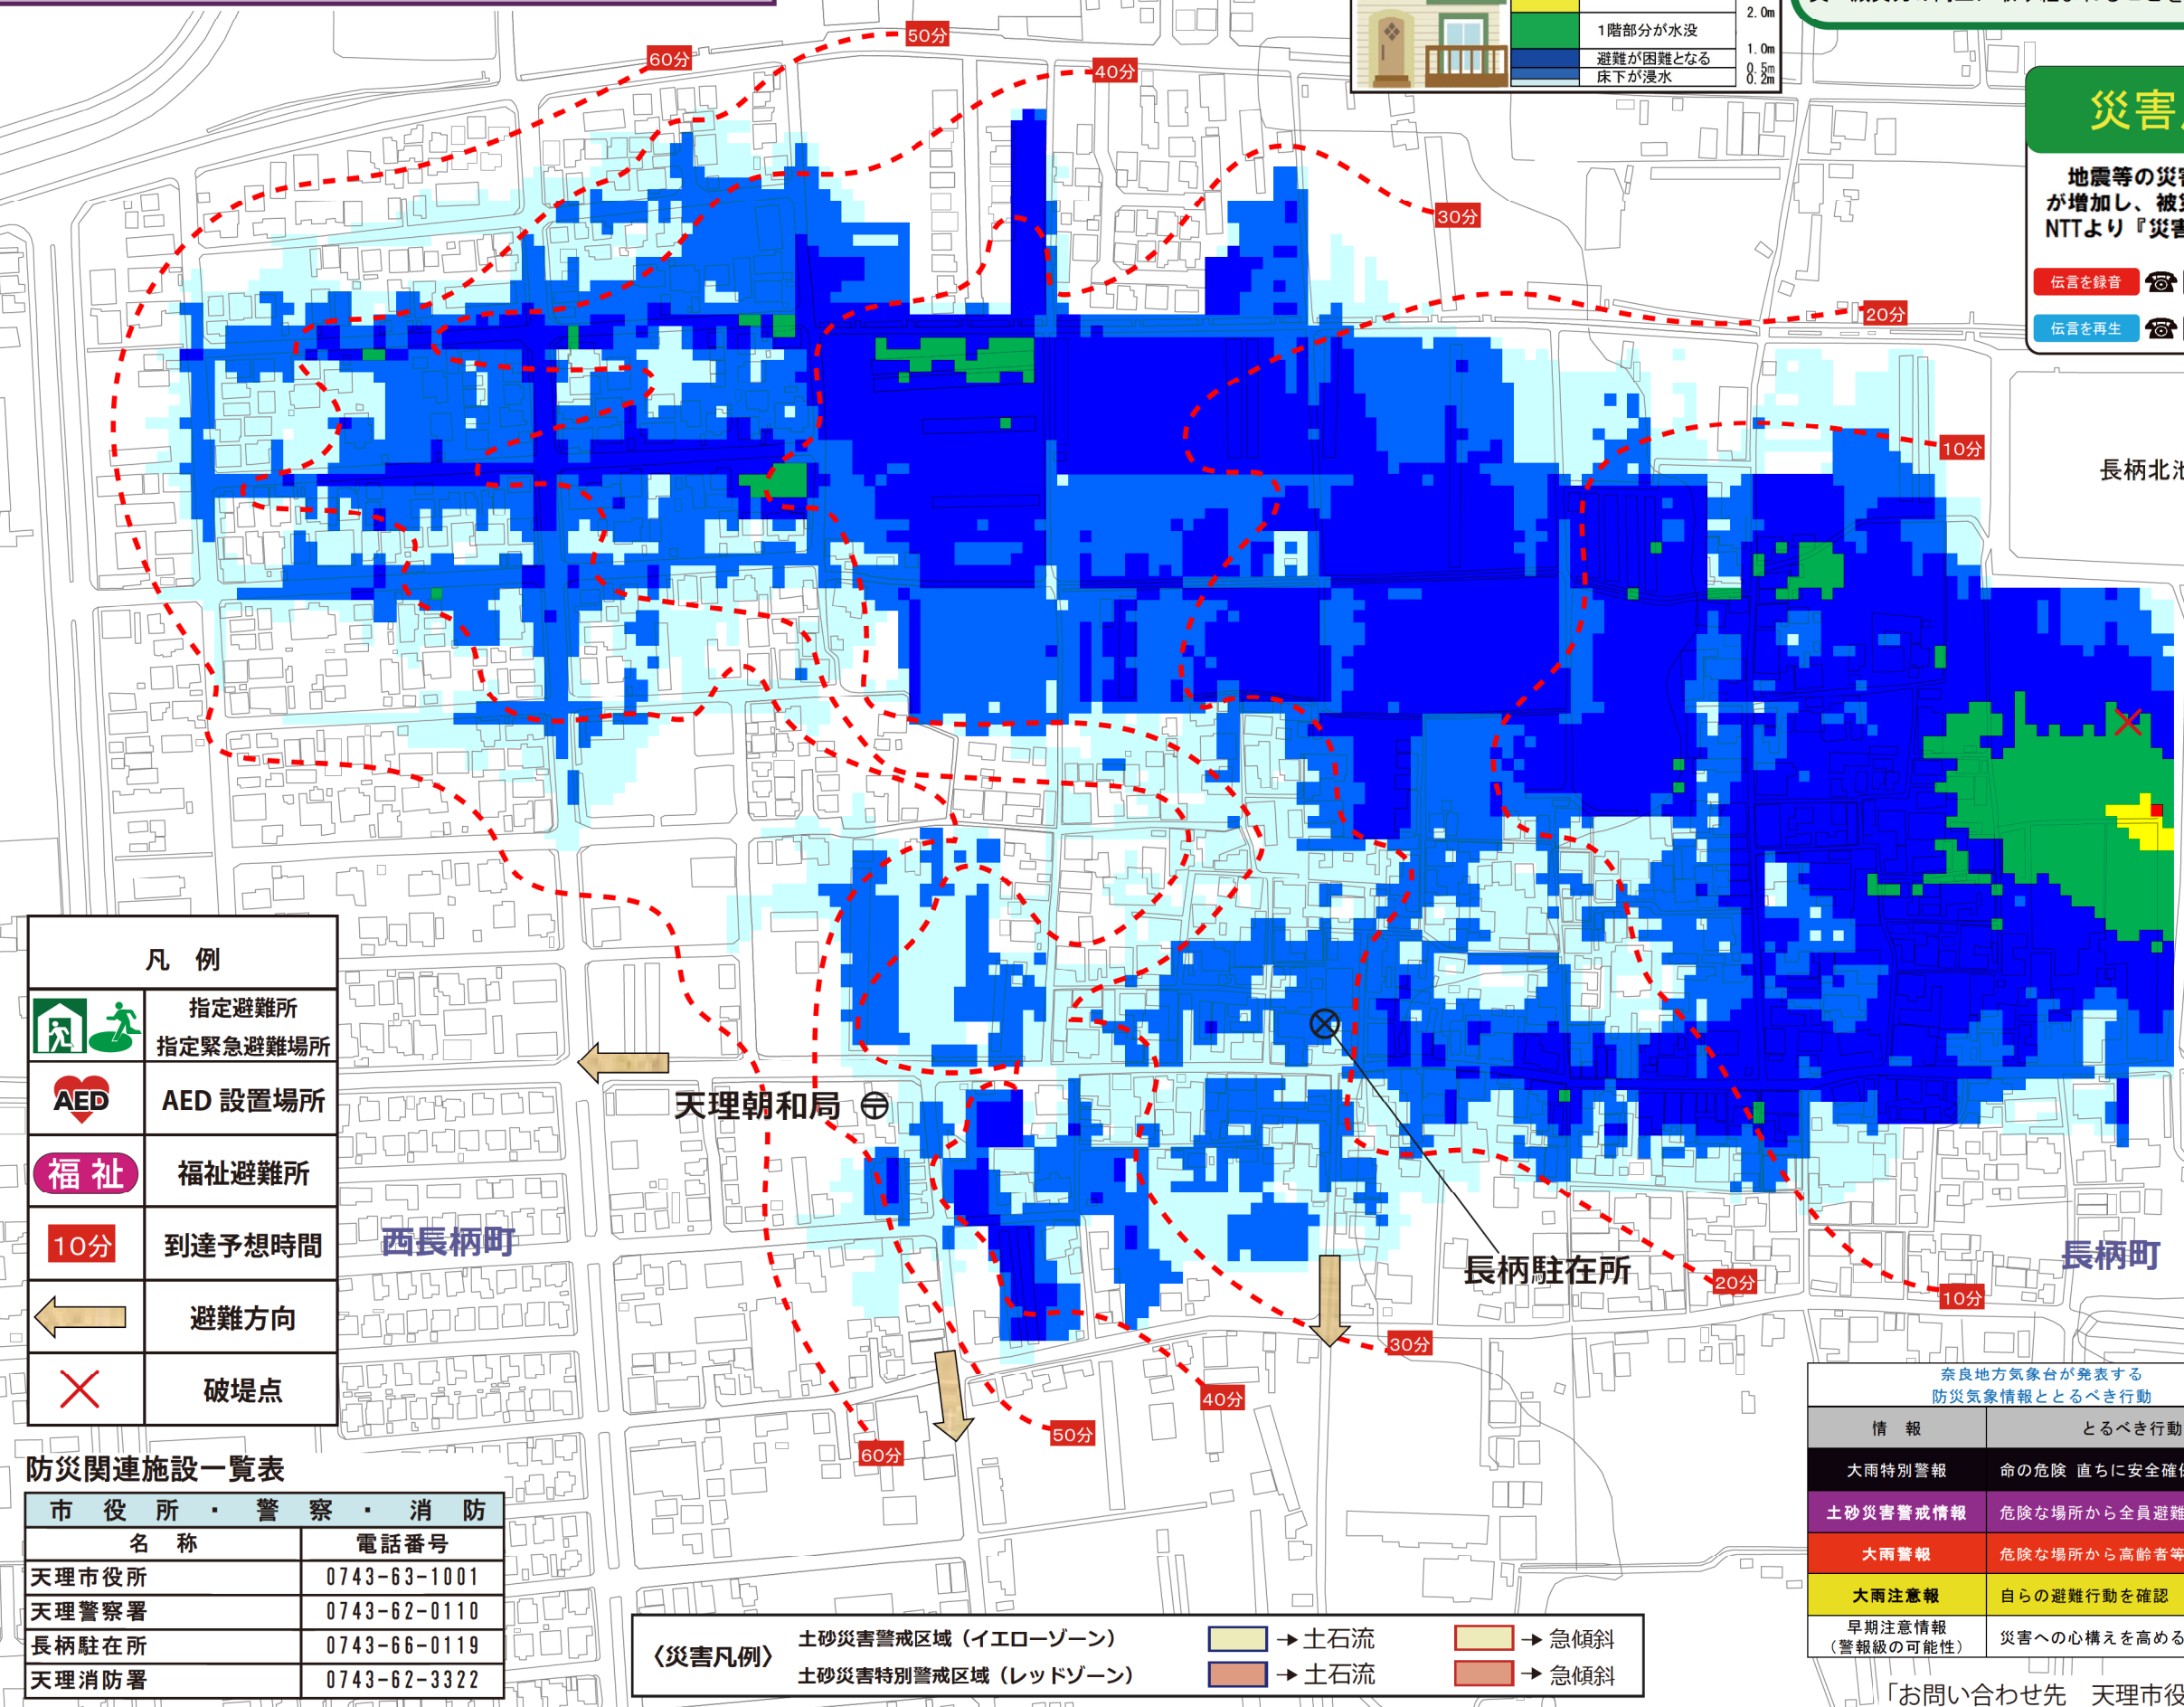 2.0m
1階部分が水没
1.0m
避難が困難となる
0.5m
床下が浸水
0.2m
50分
60分
40分
30分
20分
10分
災害
地震等の災害
が増加し、被災
NTTより『災害
伝言を録音
伝言を再生
長柄北池
凡 例
指定避難所
指定緊急避難場所
AED
AED 設置場所
福 祉
福祉避難所
10分
到達予想時間
避難方向
破堤点
天理朝和局
西長柄町
長柄駐在所
長柄町
20分
10分
30分
40分
50分
60分
防災関連施設一覧表
市 役 所 ・ 警 察 ・ 消 防
名 称 電話番号
天理市役所 0743-63-1001
天理警察署 0743-62-0110
長柄駐在所 0743-66-0119
天理消防署 0743-62-3322
〈災害凡例〉
土砂災害警戒区域（イエローゾーン） →土石流 →急傾斜
土砂災害特別警戒区域（レッドゾーン） →土石流 →急傾斜
奈良地方気象台が発表する
防災気象情報ととるべき行動
情 報 とるべき行動
大雨特別警報 命の危険 直ちに安全確保
土砂災害警戒情報 危険な場所から全員避難
大雨警報 危険な場所から高齢者等
大雨注意報 自らの避難行動を確認
早期注意情報
（警報級の可能性） 災害への心構えを高める
「お問い合わせ先 天理市役